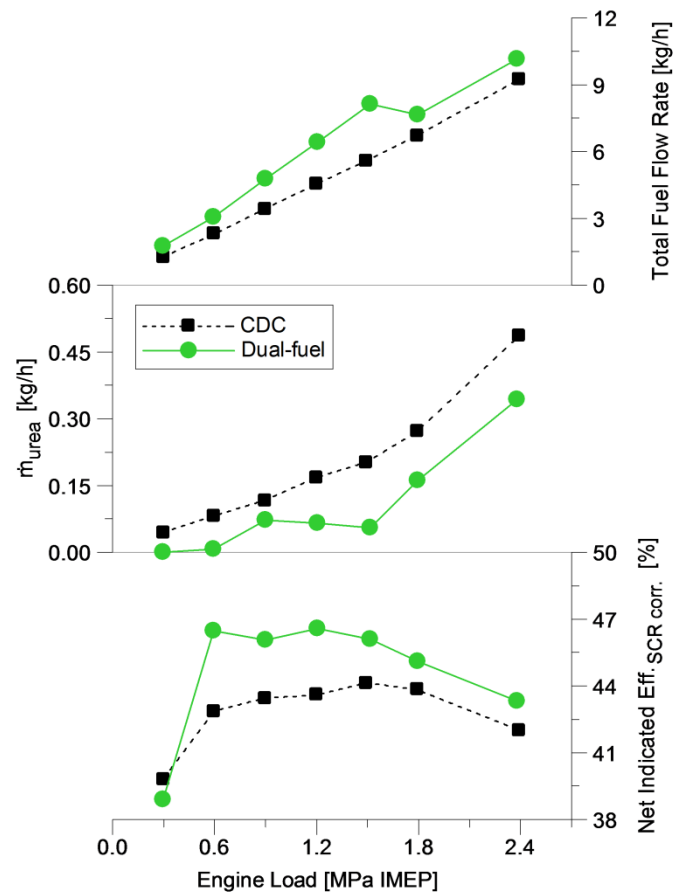 12
9
6
3
0
Total Fuel Flow Rate [kg/h]
0.60
0.45
0.30
0.15
0.00
ṁurea [kg/h]
CDC
Dual-fuel
50
47
44
41
38
Net Indicated Eff.SCR corr. [%]
0.0 0.6 1.2 1.8 2.4
Engine Load [MPa IMEP]